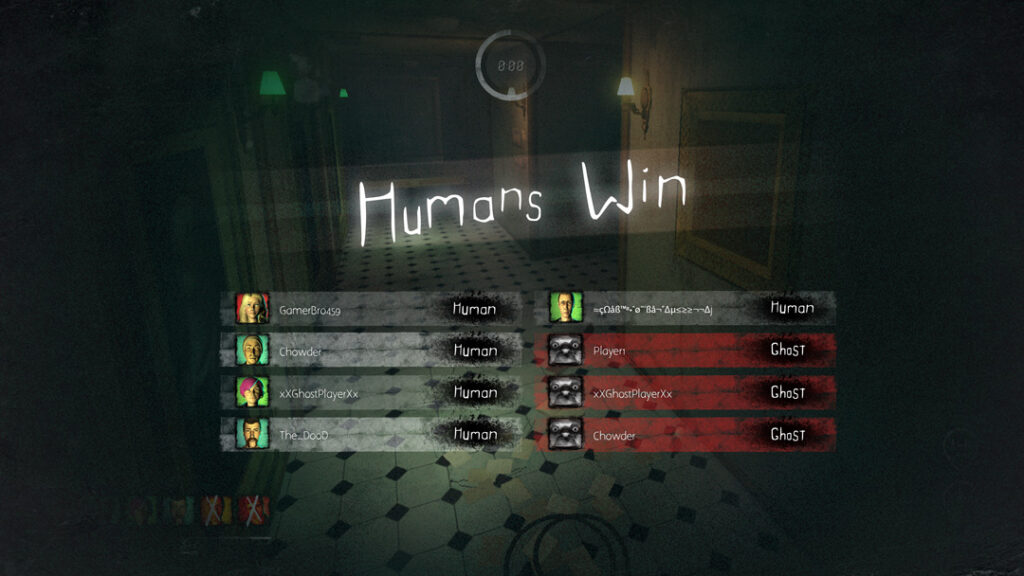 0:00
Humans Win
GamerBro459 Human
Chowder Human
xXGhostPlayerXx Human
The_DooD Human
Human
Player1 Ghost
xXGhostPlayerXx Ghost
Chowder Ghost